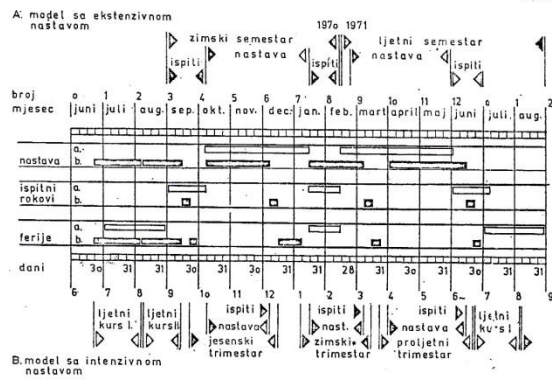 A. model sa ekstenzivnom
nastavom
zimski semestar 1970 1971 ljetni semestar
nastava nastava
ispiti ispiti ispiti
broj 0 1 2 3 4 5 6 7 8 9 10 11 12 0 1 2
mjesec juni juli aug. sep. okt. nov. dec. jan. feb. mart april maj juni juli. aug.
nastava a.
b.
ispitni a.
rokovi b.
ferije a.
b.
dani 30 31 31 30 31 30 31 31 28 31 30 31 30 31 31
6 7 8 9 10 11 12 1 2 3 4 5 6 7 8 9
ljetni ljetni ispiti ispiti ispiti ljetni
kurs I. kurs II nastava nast. nastava kurs I
jesenski zimski proljetni
trimestar trimestar trimestar
B. model sa intenzivnom
nastavom